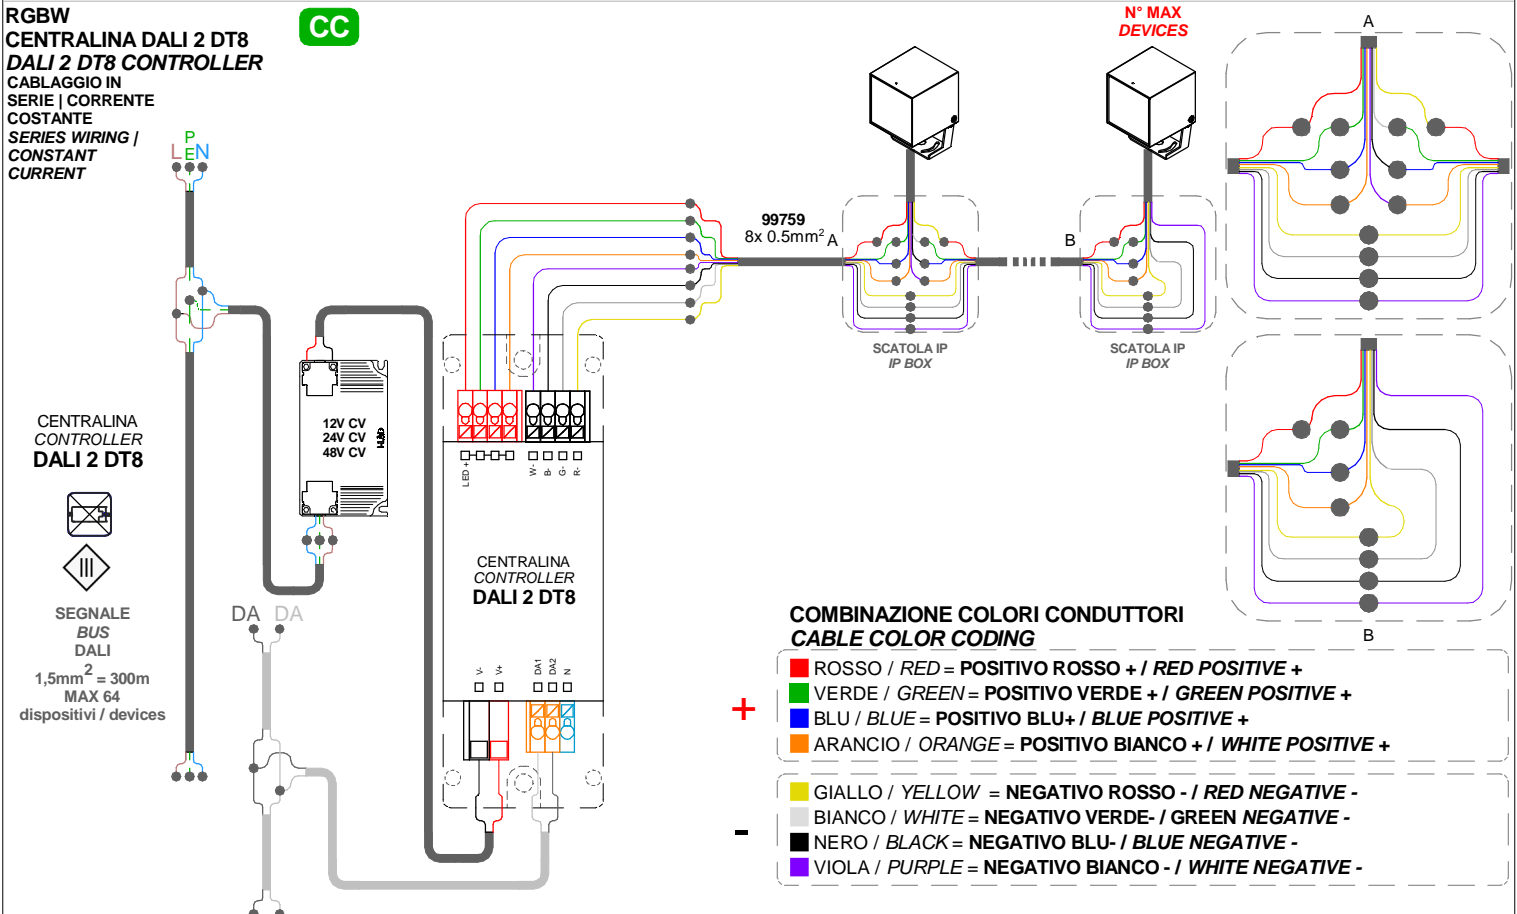 RGBW
CENTRALINA DALI 2 DT8
DALI 2 DT8 CONTROLLER
CABLAGGIO IN
SERIE | CORRENTE
COSTANTE
SERIES WIRING |
CONSTANT
CURRENT
CC
L PE N
N° MAX
DEVICES
99759
8x 0.5mm²
A
B
SCATOLA IP
IP BOX
SCATOLA IP
IP BOX
A
B
12V CV
24V CV
48V CV
CENTRALINA
CONTROLLER
DALI 2 DT8
SEGNALE
BUS
DALI
1,5mm² = 300m
MAX 64
dispositivi / devices
DA DA
LED +
W-
B-
G-
R-
CENTRALINA
CONTROLLER
DALI 2 DT8
V-
V+
DA1
DA2
N
COMBINAZIONE COLORI CONDUTTORI
CABLE COLOR CODING
+
ROSSO / RED = POSITIVO ROSSO + / RED POSITIVE +
VERDE / GREEN = POSITIVO VERDE + / GREEN POSITIVE +
BLU / BLUE = POSITIVO BLU+ / BLUE POSITIVE +
ARANCIO / ORANGE = POSITIVO BIANCO + / WHITE POSITIVE +
-
GIALLO / YELLOW = NEGATIVO ROSSO - / RED NEGATIVE -
BIANCO / WHITE = NEGATIVO VERDE- / GREEN NEGATIVE -
NERO / BLACK = NEGATIVO BLU- / BLUE NEGATIVE -
VIOLA / PURPLE = NEGATIVO BIANCO - / WHITE NEGATIVE -